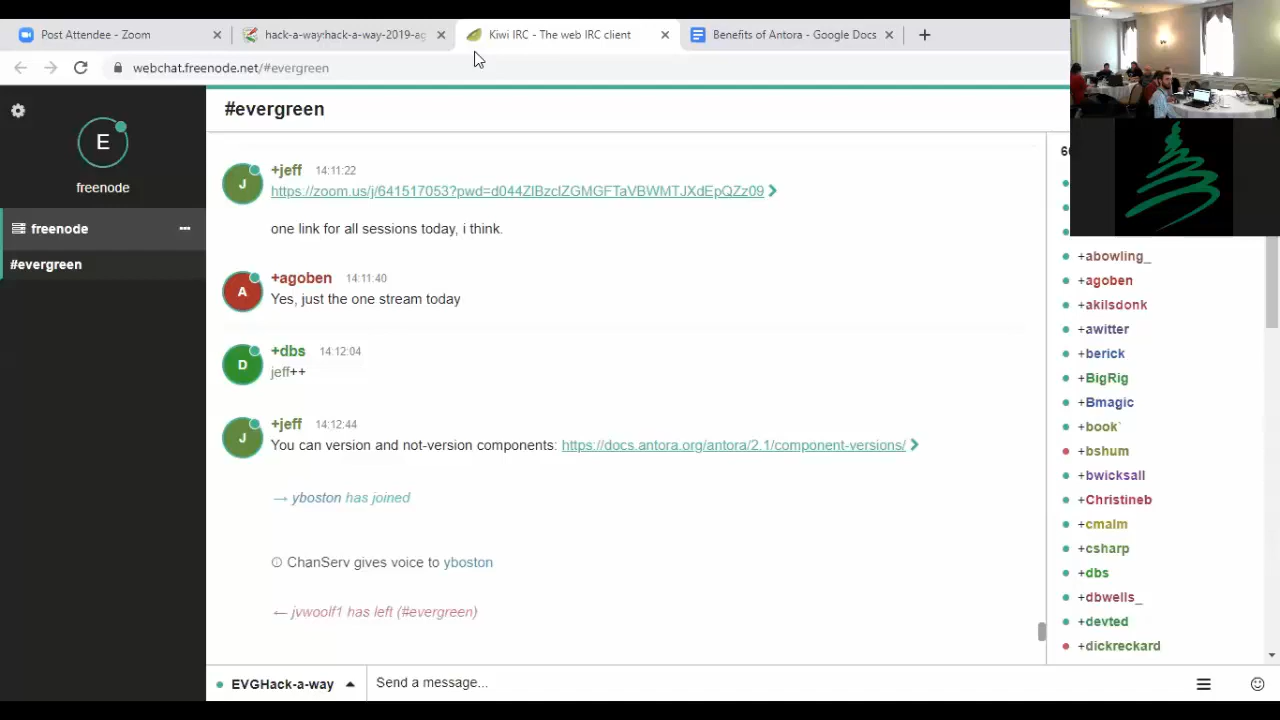 Post Attendee - Zoom
hack-a-way:hack-a-way-2019-a
Kiwi IRC - The web IRC client
Benefits of Antora - Google Docs
webchat.freenode.net/#evergreen
E
freenode
freenode
#evergreen
#evergreen
J
+jeff 14:11:22
https://zoom.us/j/641517053?pwd=d044ZlBzclZGMGFTaVBWMTJXdEpQZz09
one link for all sessions today, i think.
A
+agoben 14:11:40
Yes, just the one stream today
D
+dbs 14:12:04
jeff++
J
+jeff 14:12:44
You can version and not-version components: https://docs.antora.org/antora/2.1/component-versions/
→ yboston has joined
ChanServ gives voice to yboston
← jvwoolf1 has left (#evergreen)
EVGHack-a-way
Send a message...
+abowling_
+agoben
+akilsdonk
+awitter
+berick
+BigRig
+Bmagic
+book`
+bshum
+bwicksall
+Christineb
+cmalm
+csharp
+dbs
+dbwells_
+devted
+dickreckard